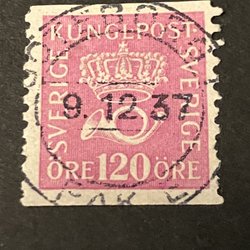 KUNGLPOST
SVERIGE
SVERIGE
9.12.37
ÖRE 120 ÖRE